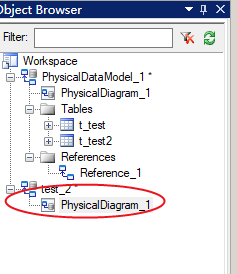 Object Browser
Filter:
Workspace
PhysicalDataModel_1 *
PhysicalDiagram_1
Tables
t_test
t_test2
References
Reference_1
test_2 *
PhysicalDiagram_1